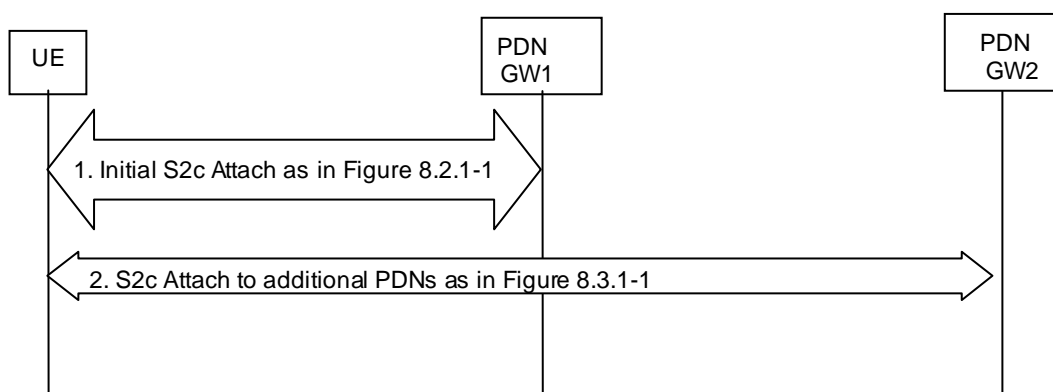 UE
PDN
GW1
PDN
GW2
1. Initial S2c Attach as in Figure 8.2.1-1
2. S2c Attach to additional PDNs as in Figure 8.3.1-1